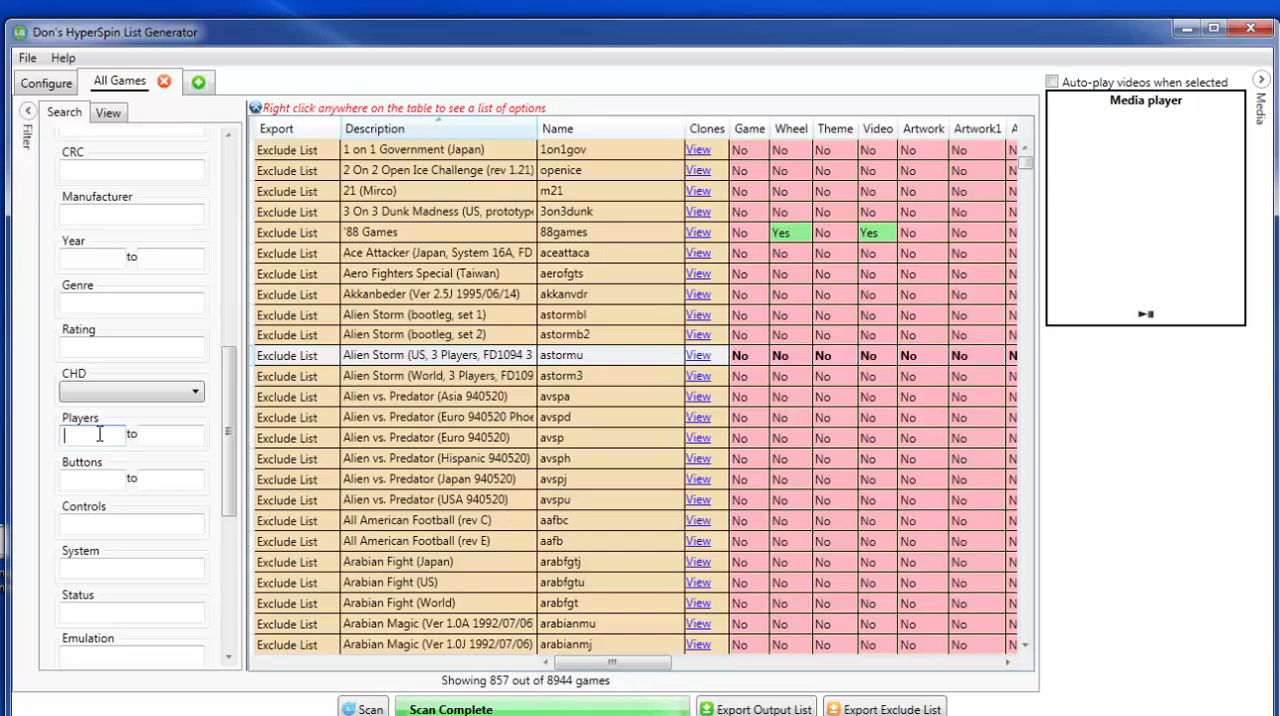 Don's HyperSpin List Generator
File Help
Configure All Games
Search View
Filter
CRC
Manufacturer
Year
to
Genre
Rating
CHD
Players
to
Buttons
to
Controls
System
Status
Emulation
Right click anywhere on the table to see a list of options
Export Description Name Clones Game Wheel Theme Video Artwork Artwork1 A
Exclude List 1 on 1 Government (Japan) 1on1gov View No No No No No No N
Exclude List 2 On 2 Open Ice Challenge (rev 1.21) openice View No No No No No No N
Exclude List 21 (Mirco) m21 View No No No No No No N
Exclude List 3 On 3 Dunk Madness (US, prototype 3on3dunk View No No No No No No N
Exclude List '88 Games 88games View No Yes No Yes No No N
Exclude List Ace Attacker (Japan, System 16A, FD aceattaca View No No No No No No N
Exclude List Aero Fighters Special (Taiwan) aerofgts View No No No No No No N
Exclude List Akkanbeder (Ver 2.5J 1995/06/14) akkanvdr View No No No No No No N
Exclude List Alien Storm (bootleg, set 1) astormbl View No No No No No No N
Exclude List Alien Storm (bootleg, set 2) astormb2 View No No No No No No N
Exclude List Alien Storm (US, 3 Players, FD1094 3 astormu View No No No No No No N
Exclude List Alien Storm (World, 3 Players, FD109 astorm3 View No No No No No No N
Exclude List Alien vs. Predator (Asia 940520) avspa View No No No No No No N
Exclude List Alien vs. Predator (Euro 940520 Phoe avspd View No No No No No No N
Exclude List Alien vs. Predator (Euro 940520) avsp View No No No No No No N
Exclude List Alien vs. Predator (Hispanic 940520) avsph View No No No No No No N
Exclude List Alien vs. Predator (Japan 940520) avspj View No No No No No No N
Exclude List Alien vs. Predator (USA 940520) avspu View No No No No No No N
Exclude List All American Football (rev C) aafbc View No No No No No No N
Exclude List All American Football (rev E) aafb View No No No No No No N
Exclude List Arabian Fight (Japan) arabfgtj View No No No No No No N
Exclude List Arabian Fight (US) arabfgtu View No No No No No No N
Exclude List Arabian Fight (World) arabfgt View No No No No No No N
Exclude List Arabian Magic (Ver 1.0A 1992/07/06 arabianmu View No No No No No No N
Exclude List Arabian Magic (Ver 1.0J 1992/07/06) arabianmj View No No No No No No N
Showing 857 out of 8944 games
Scan Scan Complete Export Output List Export Exclude List
Auto-play videos when selected
Media player
Media